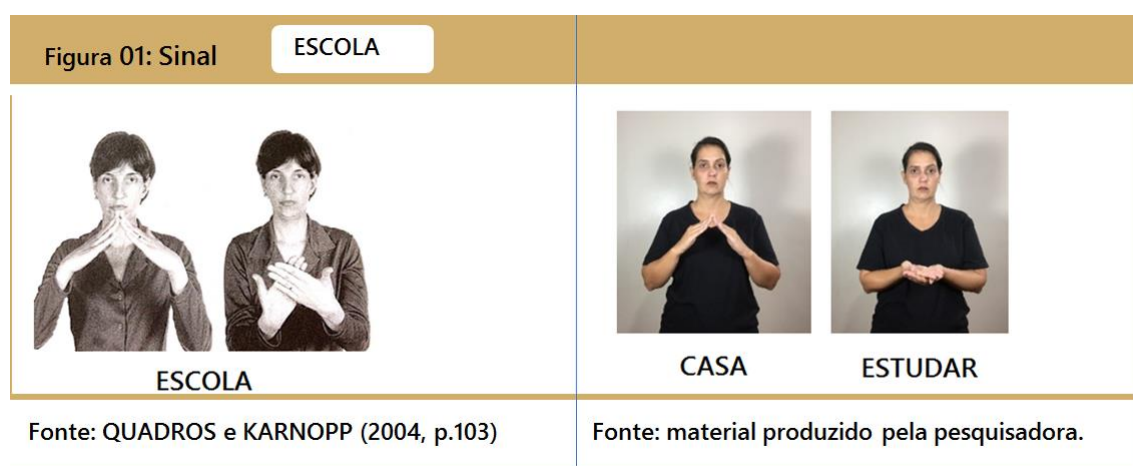 Figura 01: Sinal ESCOLA
ESCOLA
CASA ESTUDAR
Fonte: QUADROS e KARNOPP (2004, p.103)
Fonte: material produzido pela pesquisadora.